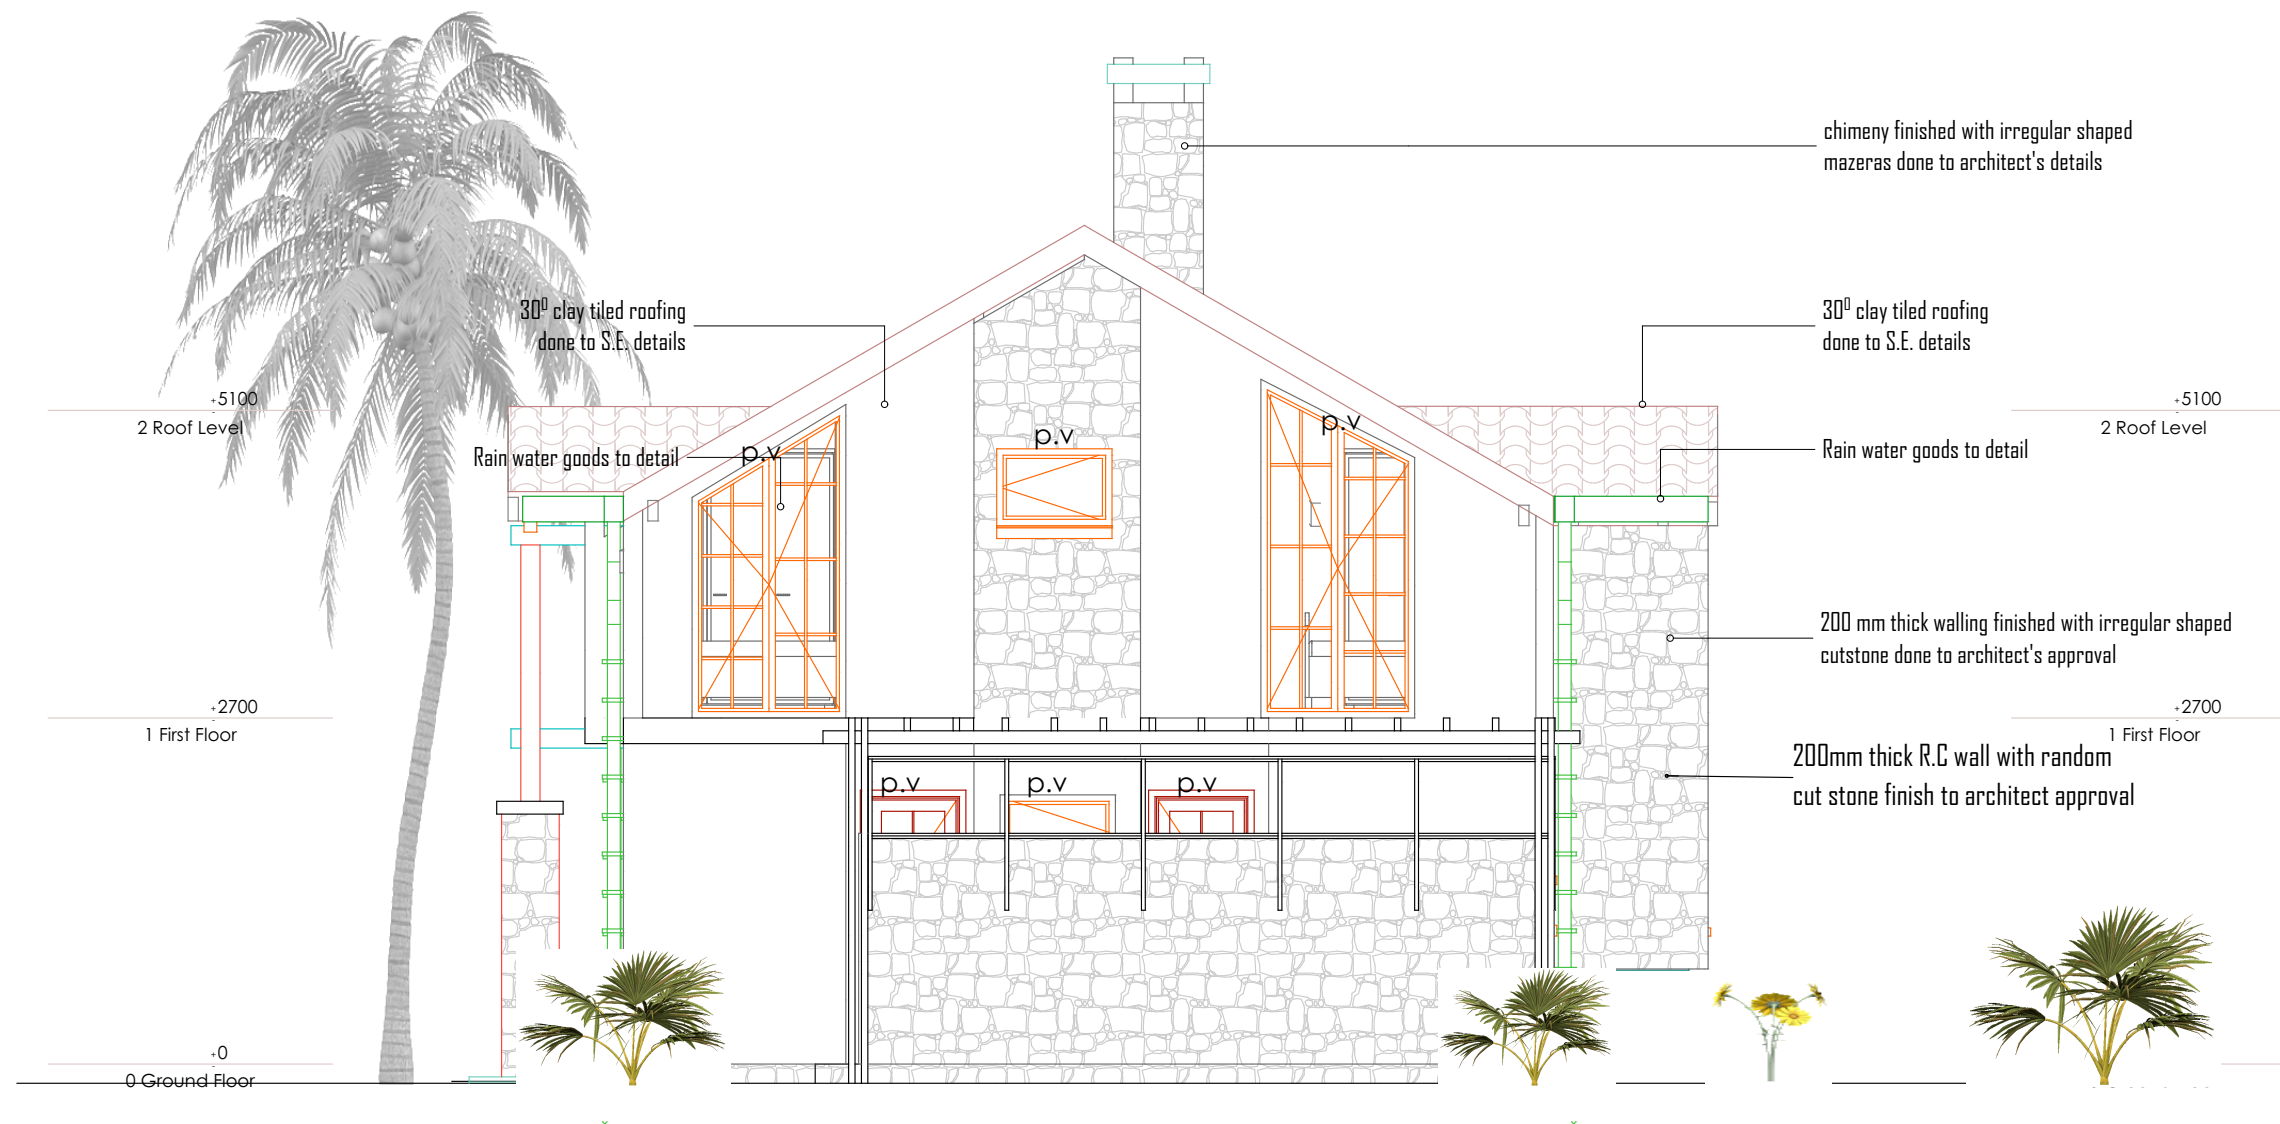 chimeny finished with irregular shaped
mazeras done to architect's details
30⁰ clay tiled roofing
done to S.E. details
30⁰ clay tiled roofing
done to S.E. details
+5100
2 Roof Level
+5100
2 Roof Level
p.v
p.v
p.v
Rain water goods to detail
Rain water goods to detail
200 mm thick walling finished with irregular shaped
cutstone done to architect's approval
+2700
1 First Floor
+2700
1 First Floor
200mm thick R.C wall with random
cut stone finish to architect approval
p.v
p.v
p.v
+0
0 Ground Floor